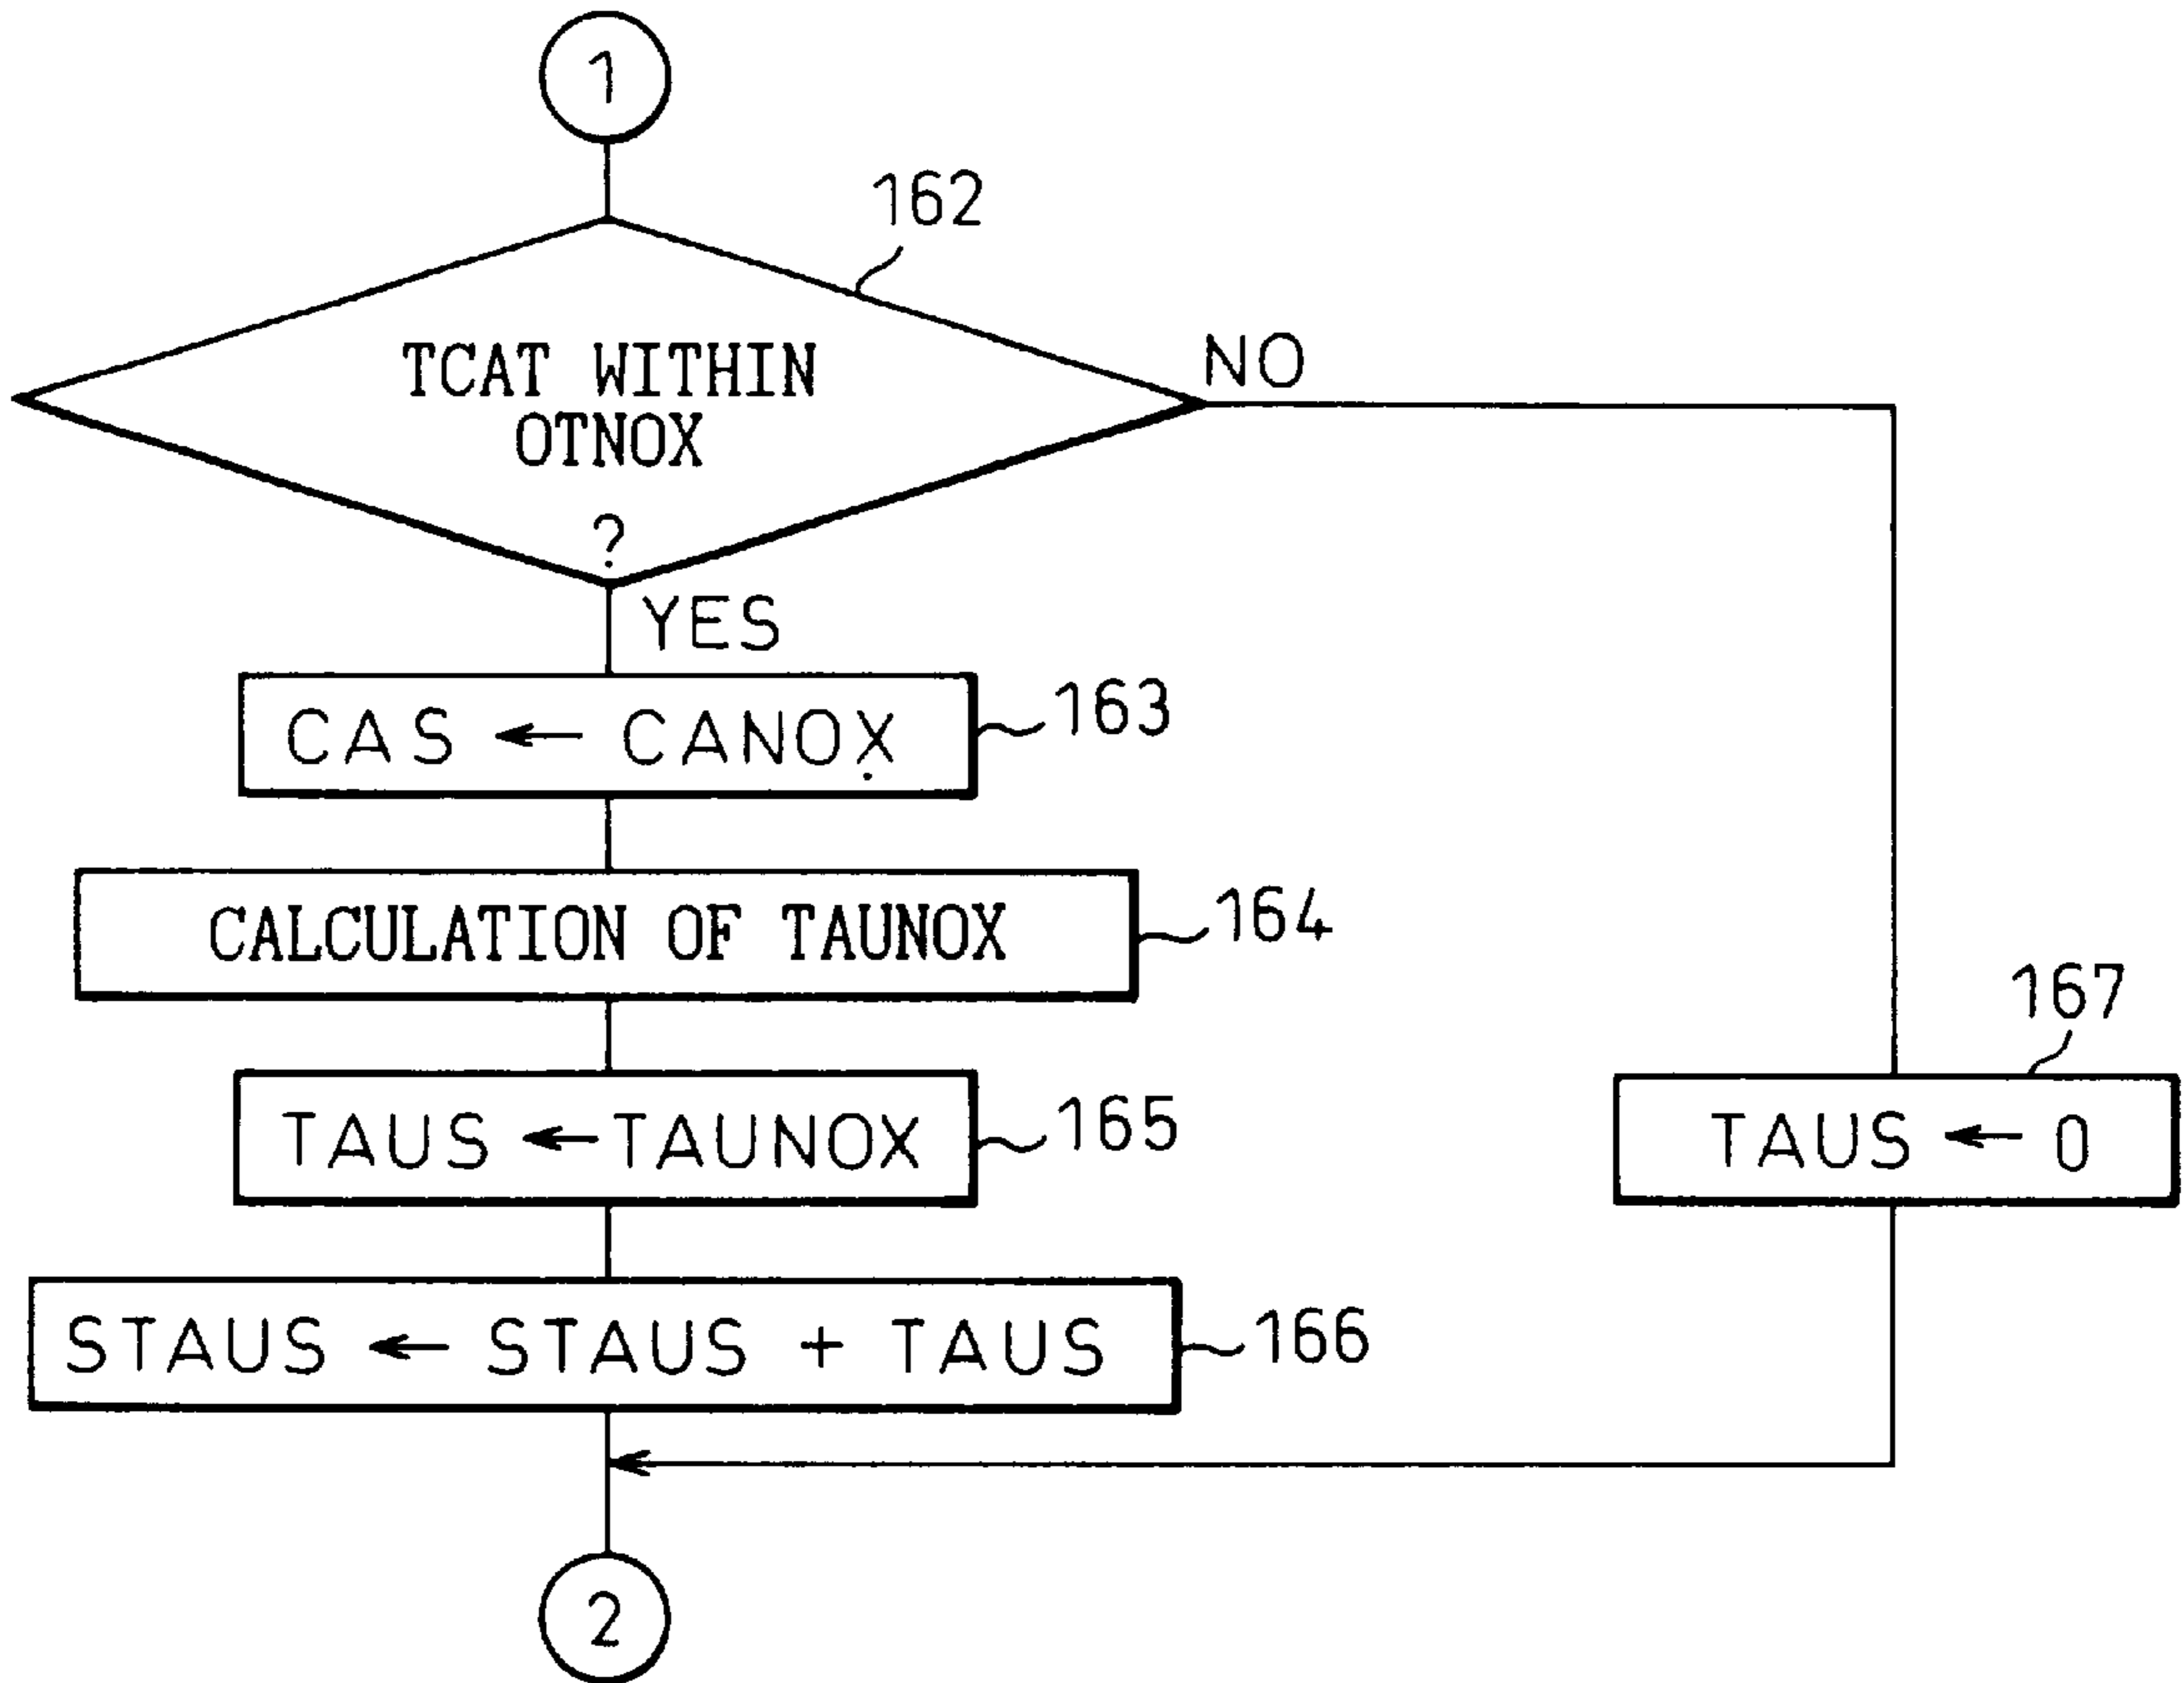 1
162
TCAT WITHIN
OTNOX
?
NO
YES
CAS ← CANOX
163
CALCULATION OF TAUNOX
164
TAUS ← TAUNOX
165
167
TAUS ← 0
STAUS ← STAUS + TAUS
166
2